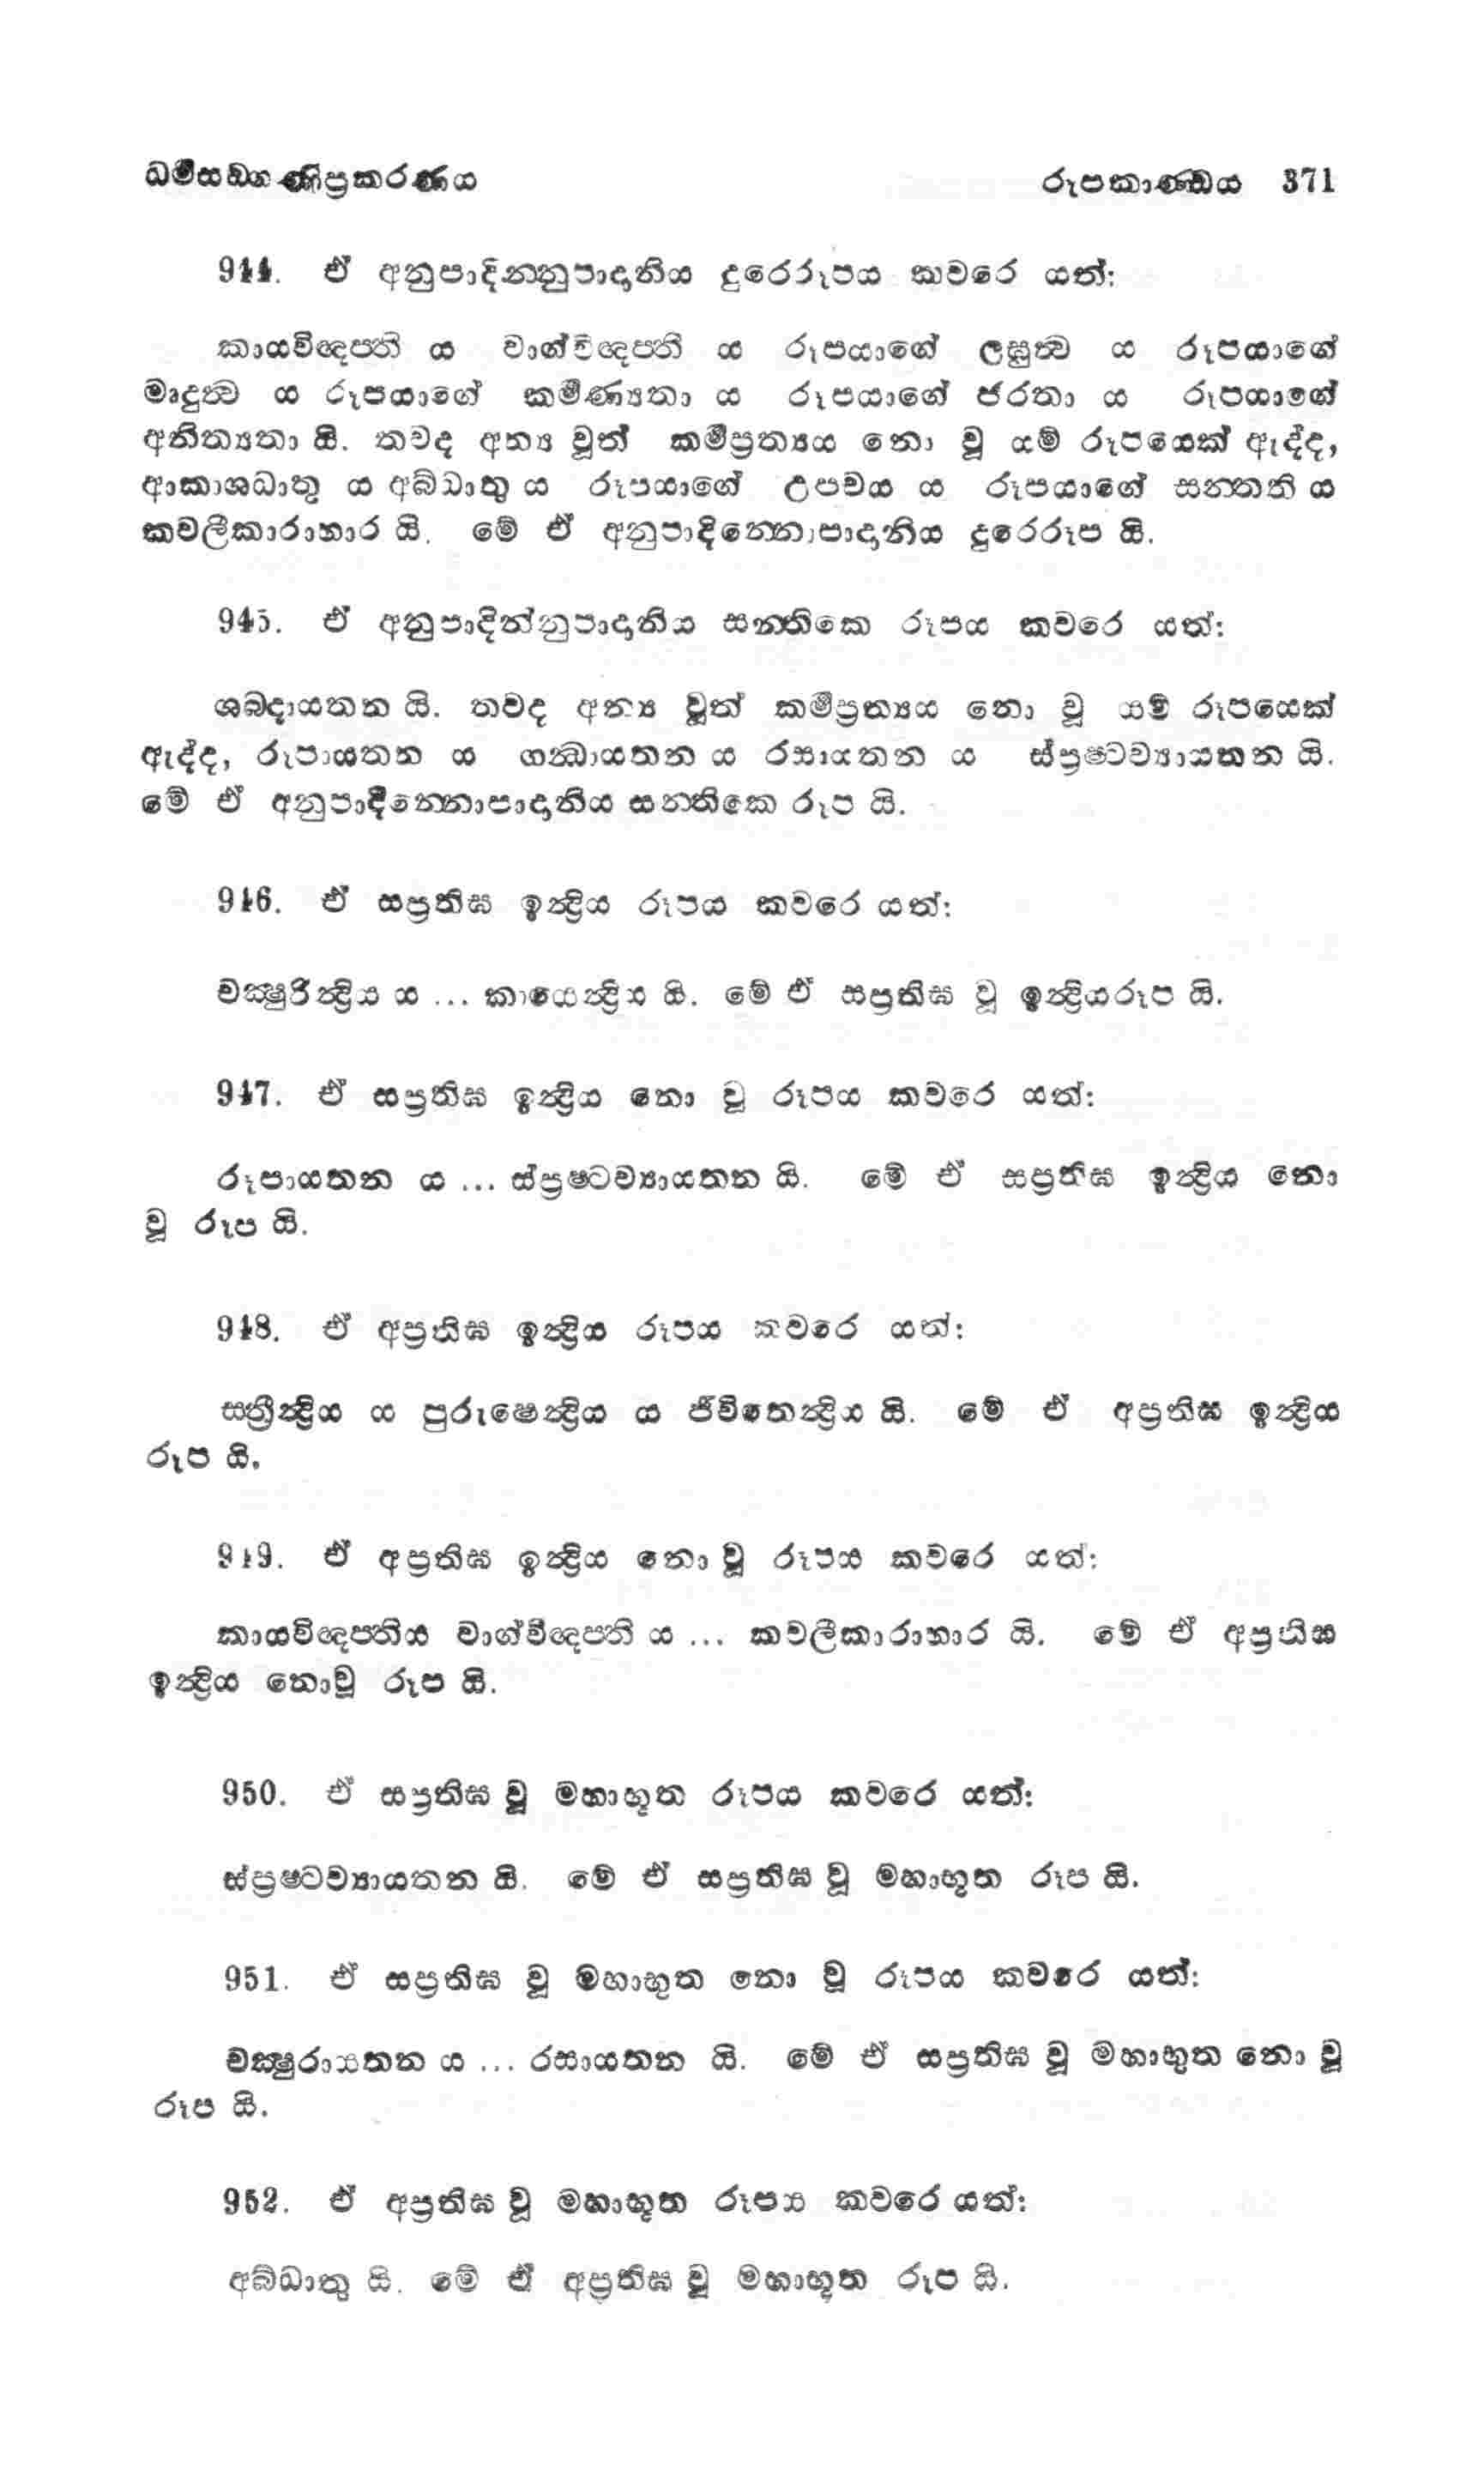 ධර්මසඞ්ගණිප්‍රකරණය රූපකාණ්ඩය 371
944. ඒ අනුපාදින්නනුපාදානිය දුරෙරූපය කවරෙ යත්:
කායවිඥප්ති ය වාග්විඥප්ති ය රූපයාගේ ලඝුත්‍ව ය රූපයාගේ
මෘදුත්‍ව ය රූපයාගේ කර්මණ්‍යතා ය රූපයාගේ ජරතා ය රූපයාගේ
අනිත්‍යතා යි. තවද අන්‍ය වූත් කර්මප්‍රත්‍යය නො වූ යම් රූපයෙක් ඇද්ද,
ආකාශධාතු ය අබ්ධාතු ය රූපයාගේ උපචය ය රූපයාගේ සන්තති ය
කවලීකාරාහාර යි. මේ ඒ අනුපාදින්නොපාදානිය දුරෙරූප යි.
945. ඒ අනුපාදින්නුපාදානිය සන්තිකෙ රූපය කවරෙ යත්:
ශබ්දායතන යි. තවද අන්‍ය වූත් කර්මප්‍රත්‍යය නො වූ යම් රූපයෙක්
ඇද්ද, රූපායතන ය ගන්ධායතන ය රසායතන ය ස්ප්‍රෂ්ටව්‍යායතන යි.
මේ ඒ අනුපාදින්නොපාදානිය සන්තිකෙ රූප යි.
946. ඒ සප්‍රතිඝ ඉන්ද්‍රිය රූපය කවරෙ යත්:
චක්‍ෂුරින්ද්‍රිය ය ... කායෙන්ද්‍රිය යි. මේ ඒ සප්‍රතිඝ වූ ඉන්ද්‍රියරූප යි.
947. ඒ සප්‍රතිඝ ඉන්ද්‍රිය නො වූ රූපය කවරෙ යත්:
රූපායතන ය ... ස්ප්‍රෂ්ටව්‍යායතන යි. මේ ඒ සප්‍රතිඝ ඉන්ද්‍රිය නො
වූ රූප යි.
948. ඒ අප්‍රතිඝ ඉන්ද්‍රිය රූපය කවරෙ යත්:
ස්ත්‍රීන්ද්‍රිය ය පුරුෂෙන්ද්‍රිය ය ජීවිතෙන්ද්‍රිය යි. මේ ඒ අප්‍රතිඝ ඉන්ද්‍රිය
රූප යි.
949. ඒ අප්‍රතිඝ ඉන්ද්‍රිය නො වූ රූපය කවරෙ යත්:
කායවිඥප්තිය වාග්විඥප්ති ය ... කවලීකාරාහාර යි. මේ ඒ අප්‍රතිඝ
ඉන්ද්‍රිය නොවූ රූප යි.
950. ඒ සප්‍රතිඝ වූ මහාභූත රූපය කවරෙ යත්:
ස්ප්‍රෂ්ටව්‍යායතන යි. මේ ඒ සප්‍රතිඝ වූ මහාභූත රූප යි.
951. ඒ සප්‍රතිඝ වූ මහාභූත නො වූ රූපය කවරෙ යත්:
චක්‍ෂුරායතන ය ... රසායතන යි. මේ ඒ සප්‍රතිඝ වූ මහාභූත නො වූ
රූප යි.
952. ඒ අප්‍රතිඝ වූ මහාභූත රූපය කවරෙ යත්:
අබ්ධාතු යි. මේ ඒ අප්‍රතිඝ වූ මහාභූත රූප යි.